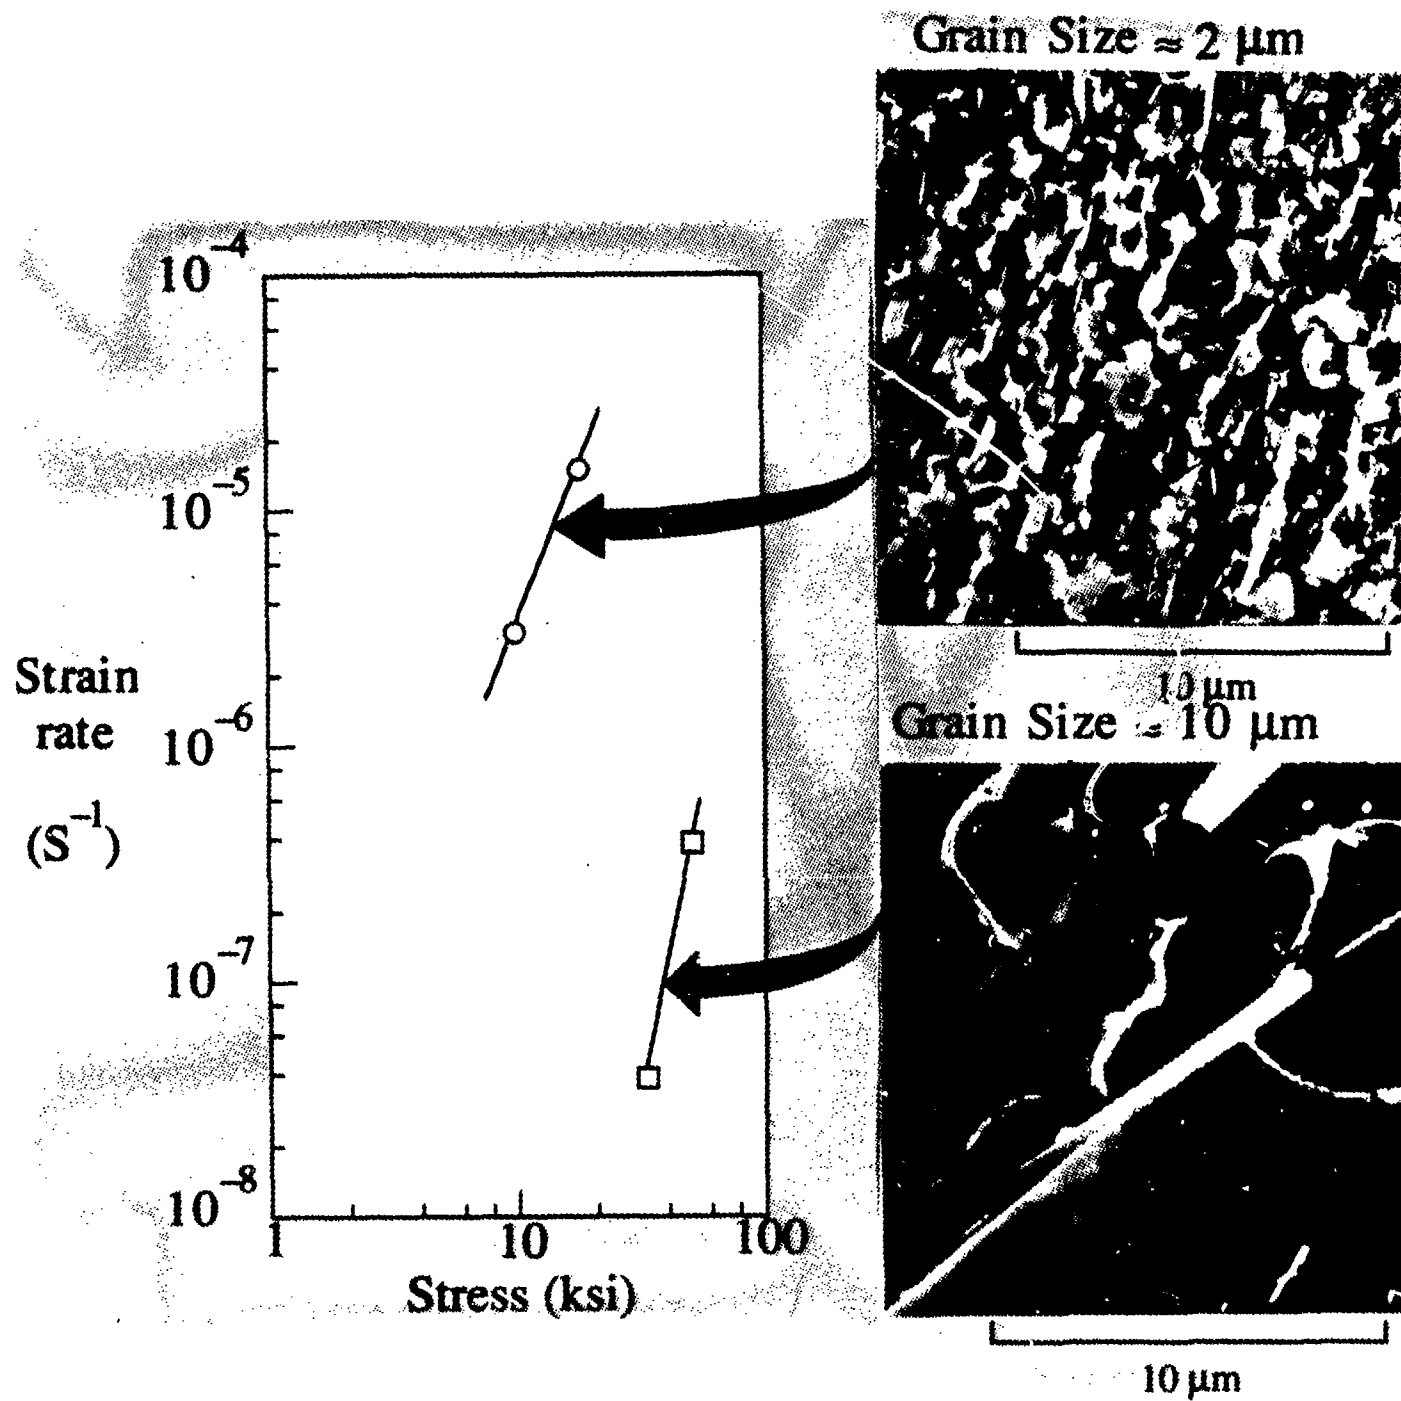 Grain Size ≈ 2 μm
10⁻⁴
10⁻⁵
10⁻⁶
10⁻⁷
10⁻⁸
Strain
rate
(S⁻¹)
1 10 100
Stress (ksi)
10 μm
Grain Size ≈ 10 μm
10 μm